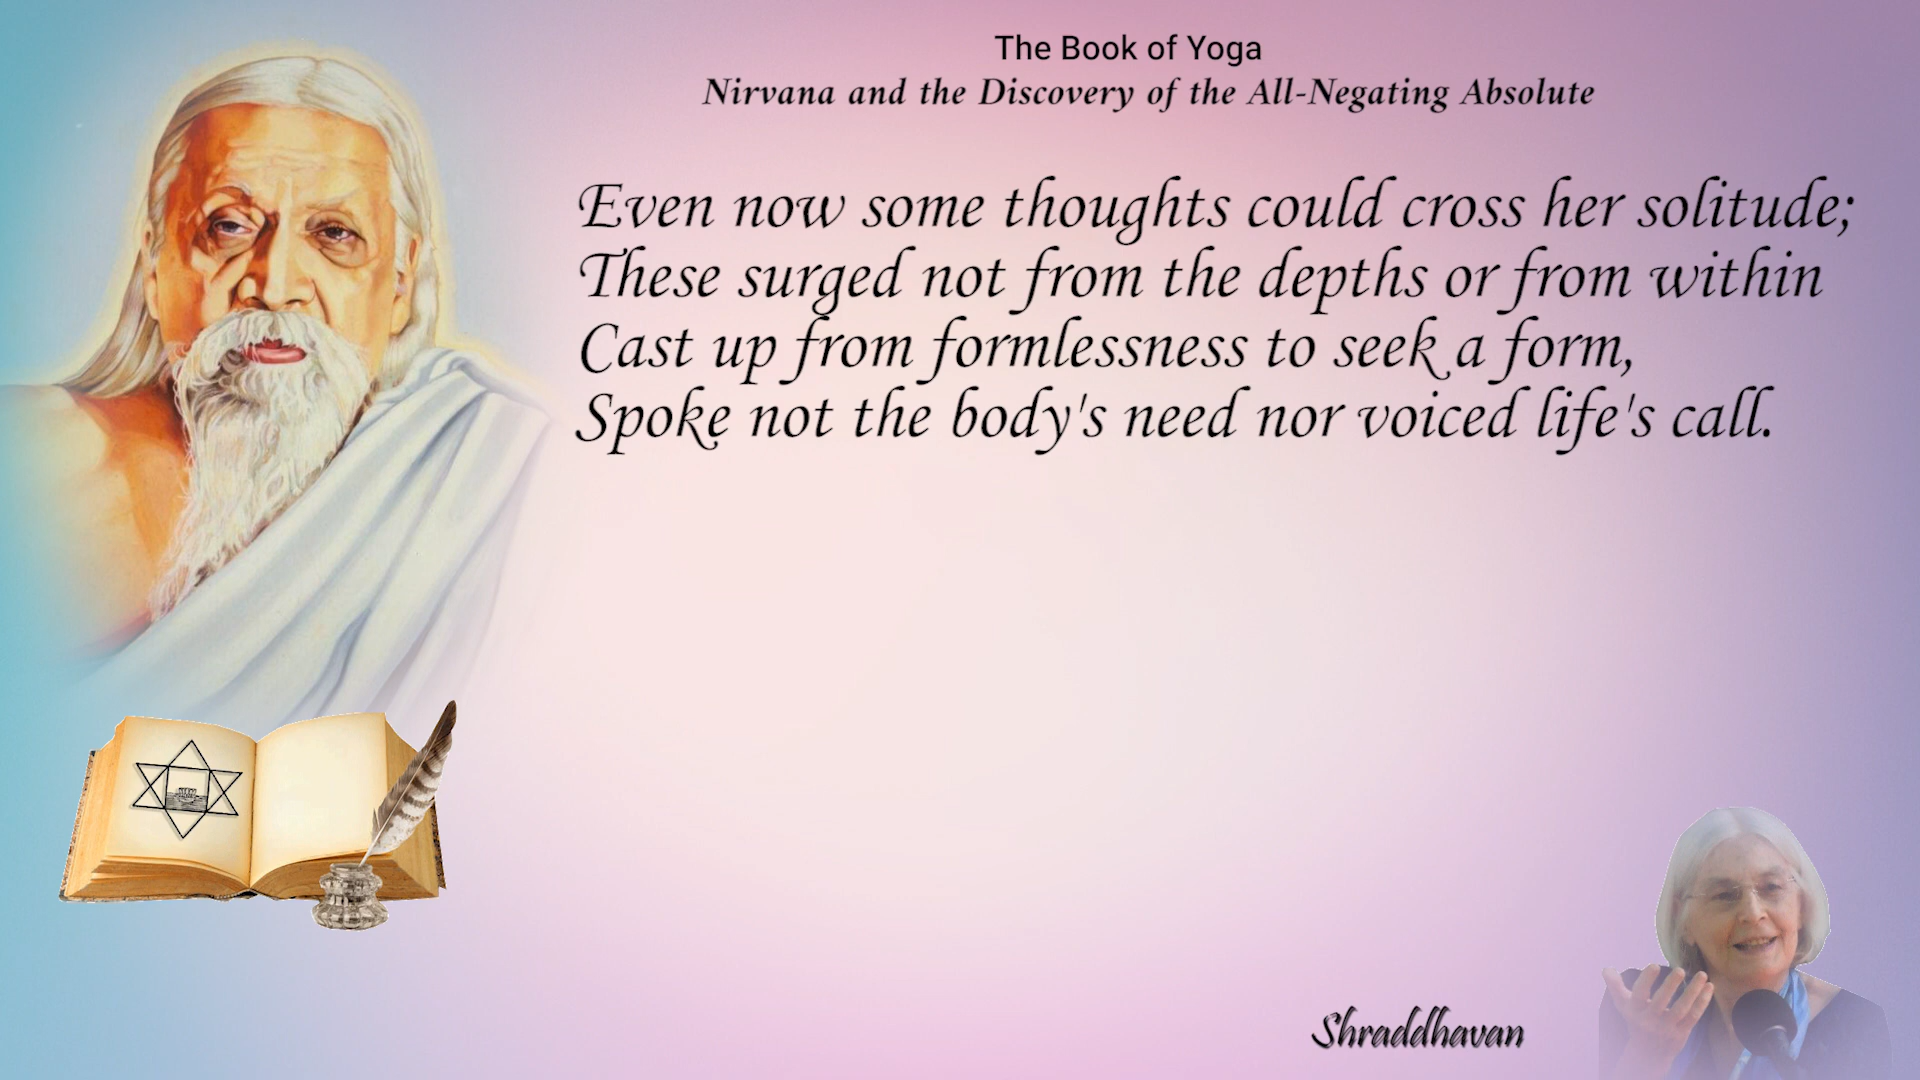 The Book of Yoga
Nirvana and the Discovery of the All-Negating Absolute
Even now some thoughts could cross her solitude;
These surged not from the depths or from within
Cast up from formlessness to seek a form,
Spoke not the body's need nor voiced life's call.
Shraddhavan